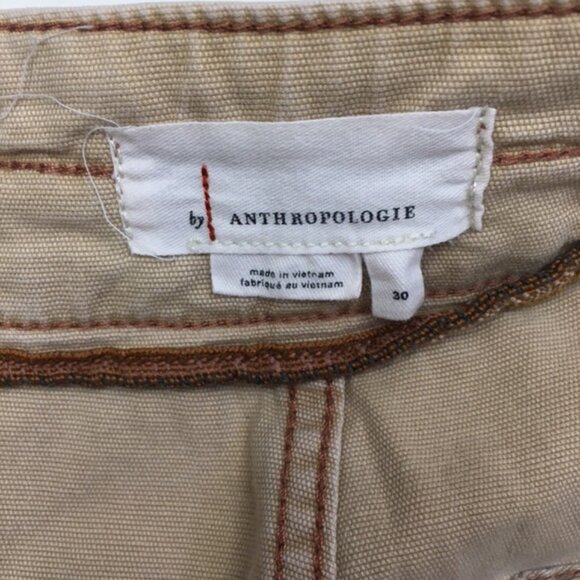 by ANTHROPOLOGIE
made in vietnam
fabriqué au vietnam
30